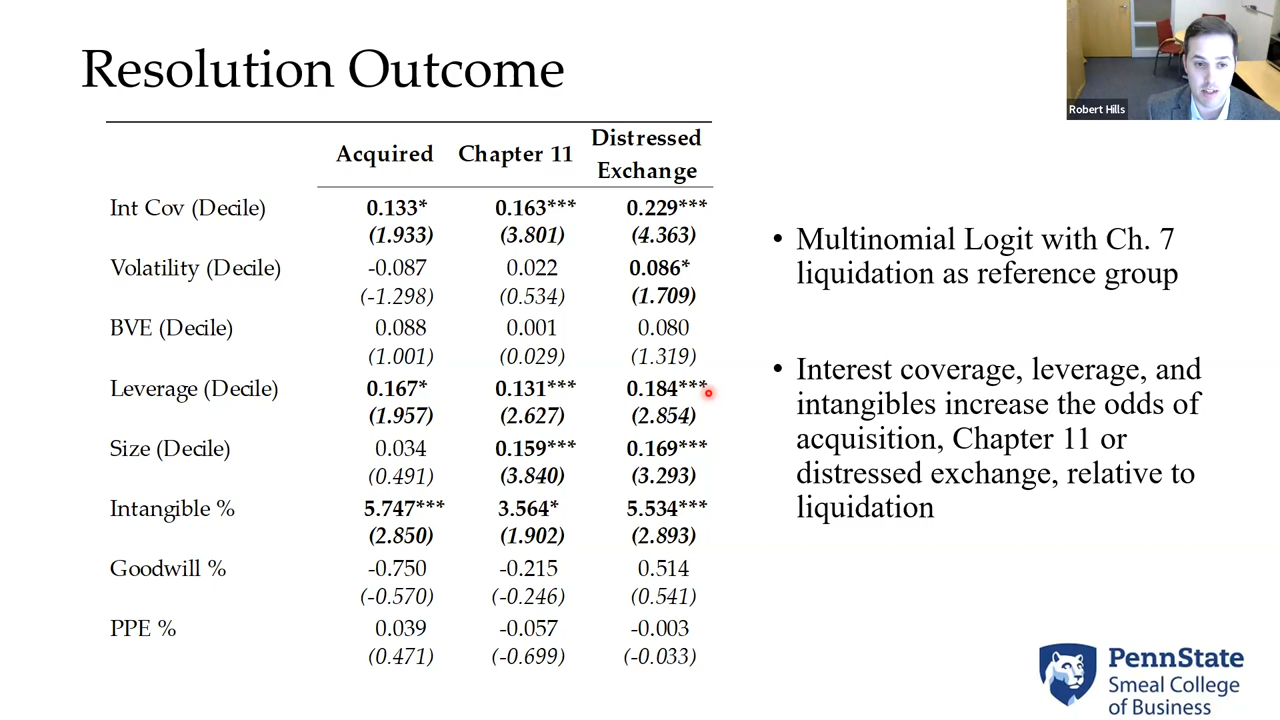 Resolution Outcome
Robert Hills
Acquired Chapter 11 Distressed Exchange
Int Cov (Decile) 0.133* 0.163*** 0.229***
(1.933) (3.801) (4.363)
Volatility (Decile) -0.087 0.022 0.086*
(-1.298) (0.534) (1.709)
BVE (Decile) 0.088 0.001 0.080
(1.001) (0.029) (1.319)
Leverage (Decile) 0.167* 0.131*** 0.184***
(1.957) (2.627) (2.854)
Size (Decile) 0.034 0.159*** 0.169***
(0.491) (3.840) (3.293)
Intangible % 5.747*** 3.564* 5.534***
(2.850) (1.902) (2.893)
Goodwill % -0.750 -0.215 0.514
(-0.570) (-0.246) (0.541)
PPE % 0.039 -0.057 -0.003
(0.471) (-0.699) (-0.033)
• Multinomial Logit with Ch. 7
liquidation as reference group
• Interest coverage, leverage, and
intangibles increase the odds of
acquisition, Chapter 11 or
distressed exchange, relative to
liquidation
PennState
Smeal College
of Business